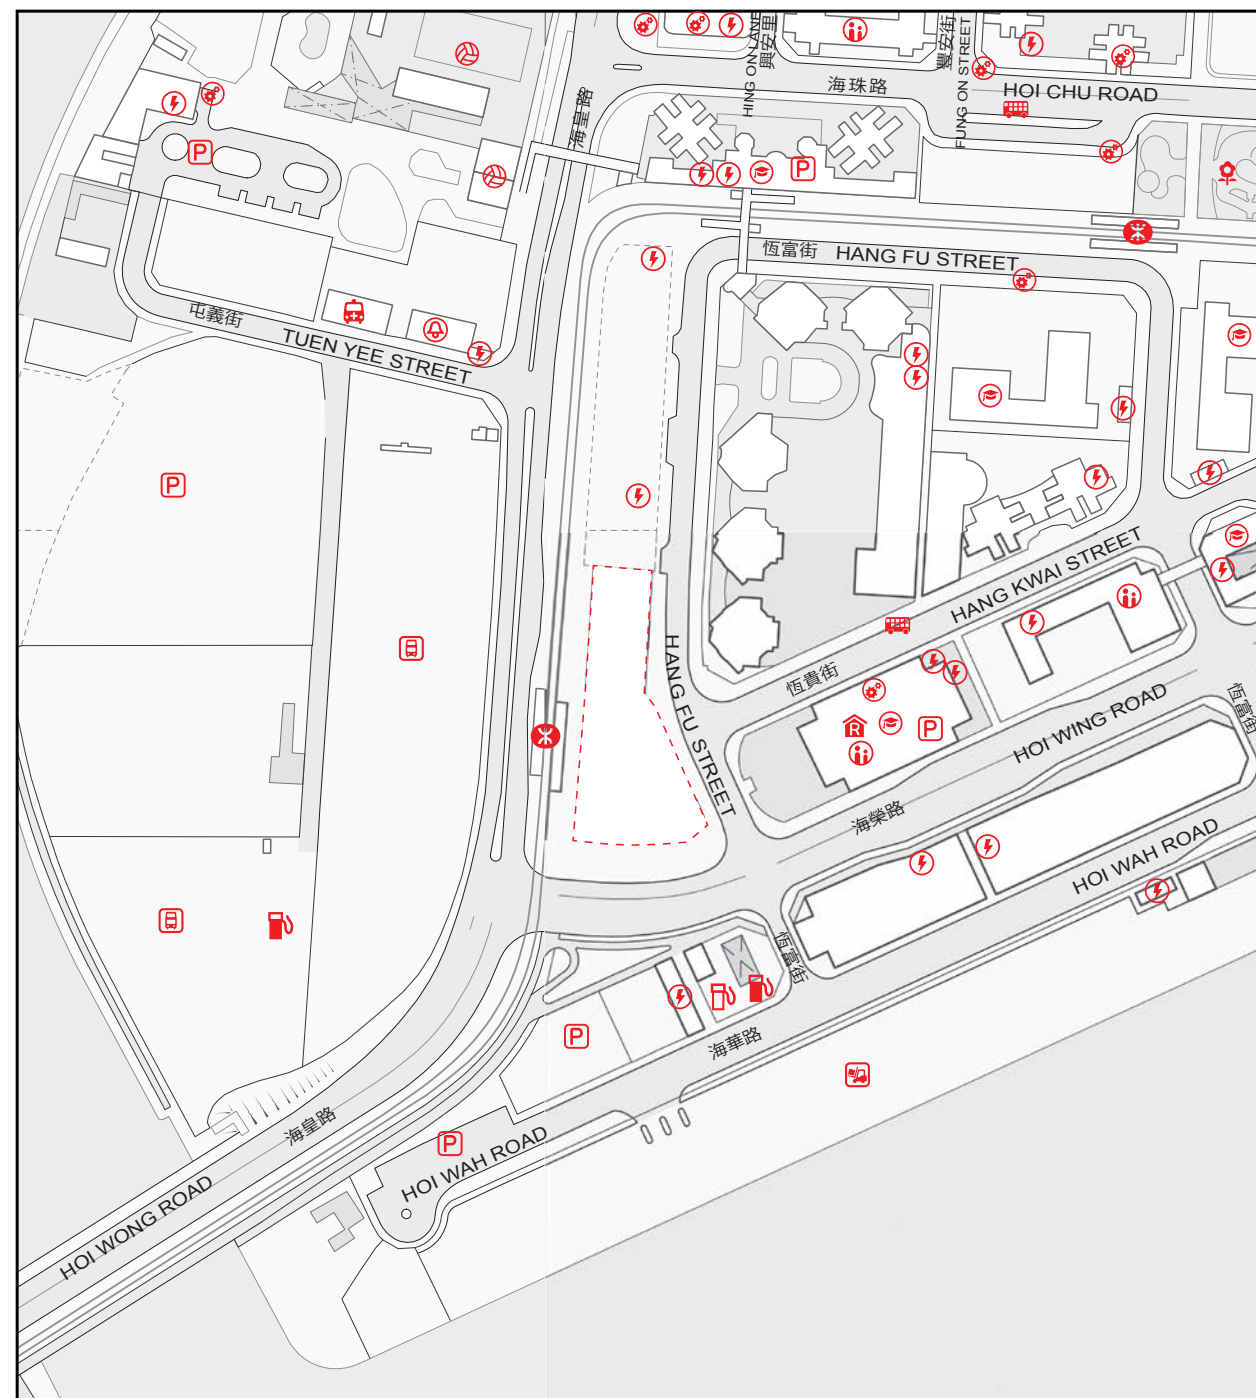 HING ON LANE
興安里
豐安街
FUNG ON STREET
海珠路
HOI CHU ROAD
海皇路
P
P
恆富街
HANG FU STREET
屯義街
TUEN YEE STREET
P
HANG KWAI STREET
恆貴街
HANG FU STREET
R
P
HOI WING ROAD
恆富街
海榮路
HOI WAH ROAD
恆富街
P
海華路
海皇路
P
HOI WAH ROAD
HOI WONG ROAD